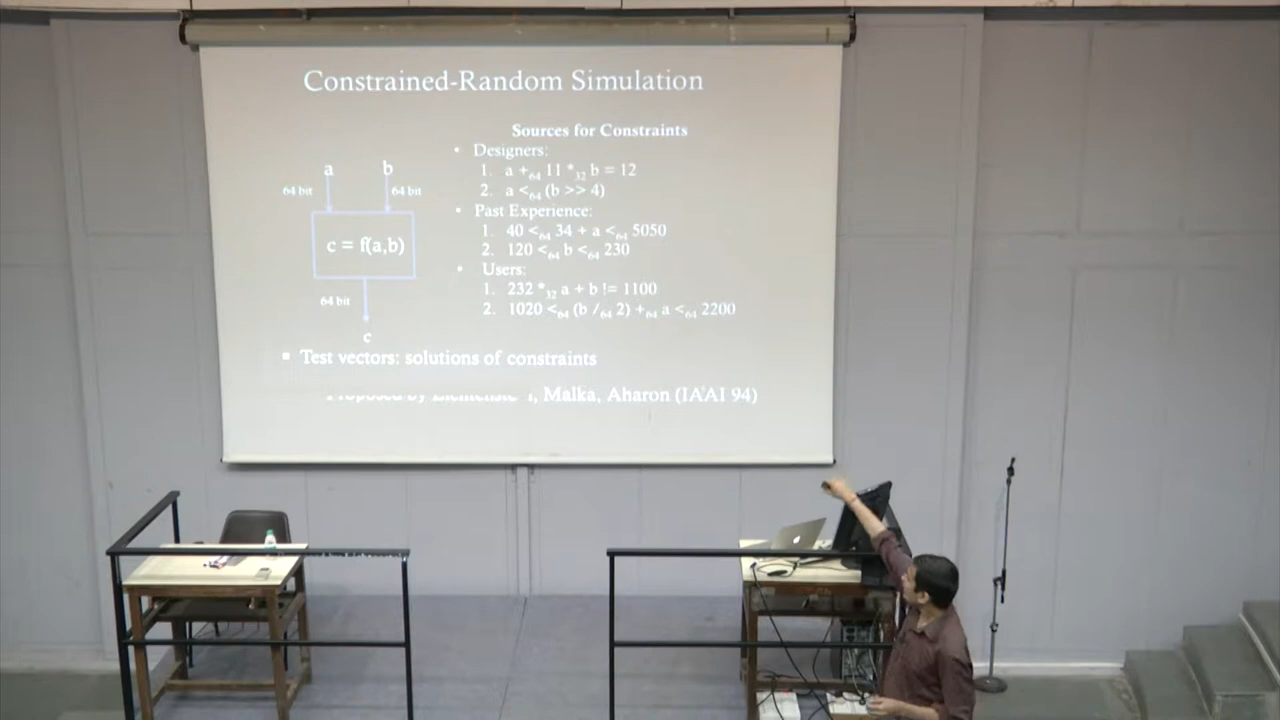 Constrained-Random Simulation
Sources for Constraints
• Designers:
1. a +₆₄ 11 *₃₂ b = 12
2. a <₆₄ (b >> 4)
• Past Experience:
1. 40 <₆₄ 34 + a <₆₄ 5050
2. 120 <₆₄ b <₆₄ 230
• Users:
1. 232 *₃₂ a + b != 1100
2. 1020 <₆₄ (b /₆₄ 2) +₆₄ a <₆₄ 2200
a b
64 bit 64 bit
c = f(a,b)
64 bit
c
▪ Test vectors: solutions of constraints
Proposed by , Malka, Aharon (IAAI 94)